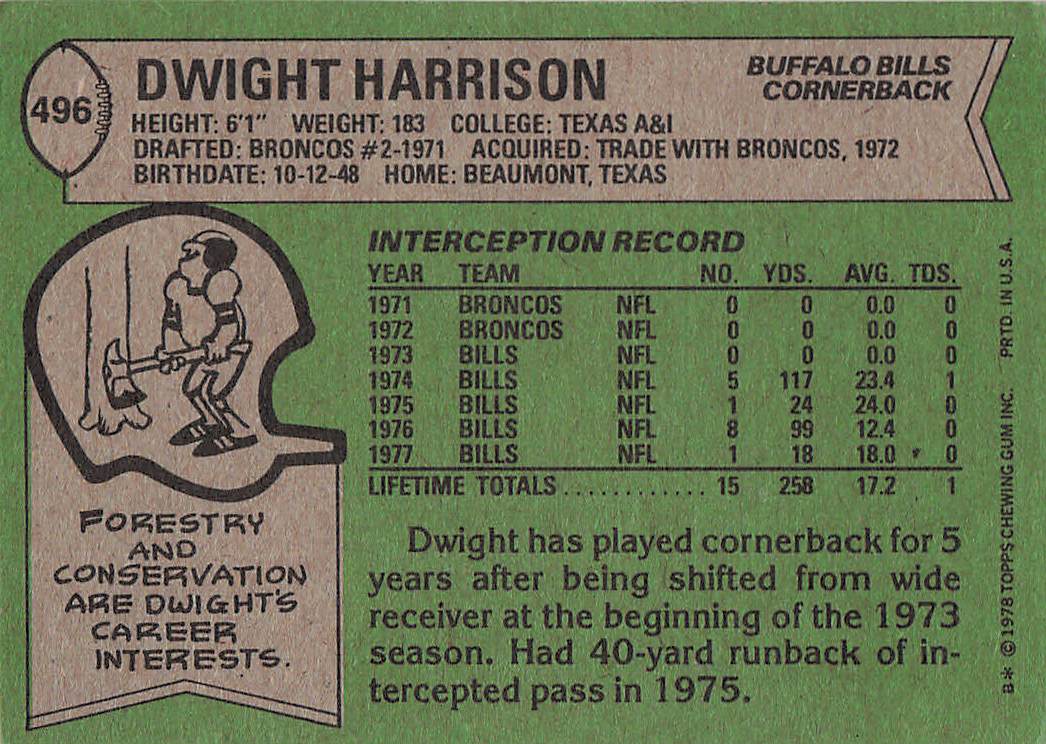 496
DWIGHT HARRISON
BUFFALO BILLS
CORNERBACK
HEIGHT: 6'1" WEIGHT: 183 COLLEGE: TEXAS A&I
DRAFTED: BRONCOS #2-1971 ACQUIRED: TRADE WITH BRONCOS, 1972
BIRTHDATE: 10-12-48 HOME: BEAUMONT, TEXAS
INTERCEPTION RECORD
YEAR TEAM NO. YDS. AVG. TDS.
1971 BRONCOS NFL 0 0 0.0 0
1972 BRONCOS NFL 0 0 0.0 0
1973 BILLS NFL 0 0 0.0 0
1974 BILLS NFL 5 117 23.4 1
1975 BILLS NFL 1 24 24.0 0
1976 BILLS NFL 8 99 12.4 0
1977 BILLS NFL 1 18 18.0 0
LIFETIME TOTALS............ 15 258 17.2 1
Dwight has played cornerback for 5
years after being shifted from wide
receiver at the beginning of the 1973
season. Had 40-yard runback of in-
tercepted pass in 1975.
FORESTRY
AND
CONSERVATION
ARE DWIGHT'S
CAREER
INTERESTS.
B* © 1978 TOPPS CHEWING GUM INC. PRTD. IN U.S.A.